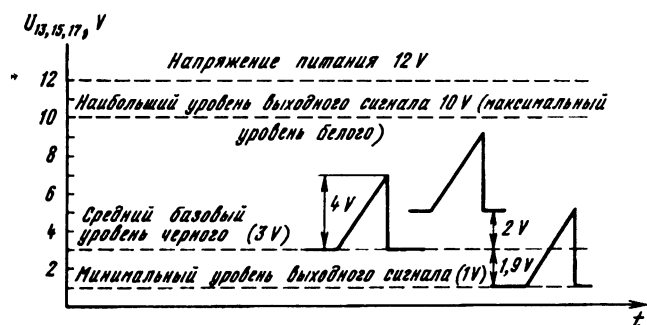 U13,15,17, V
Напряжение питания 12 V
12
Наибольший уровень выходного сигнала 10 V (максимальный
10
уровень белого)
8
6
4 V
Средний базовый
4
уровень черного (3 V)
2 V
2
Минимальный уровень выходного сигнала (1 V)
1,9 V
t